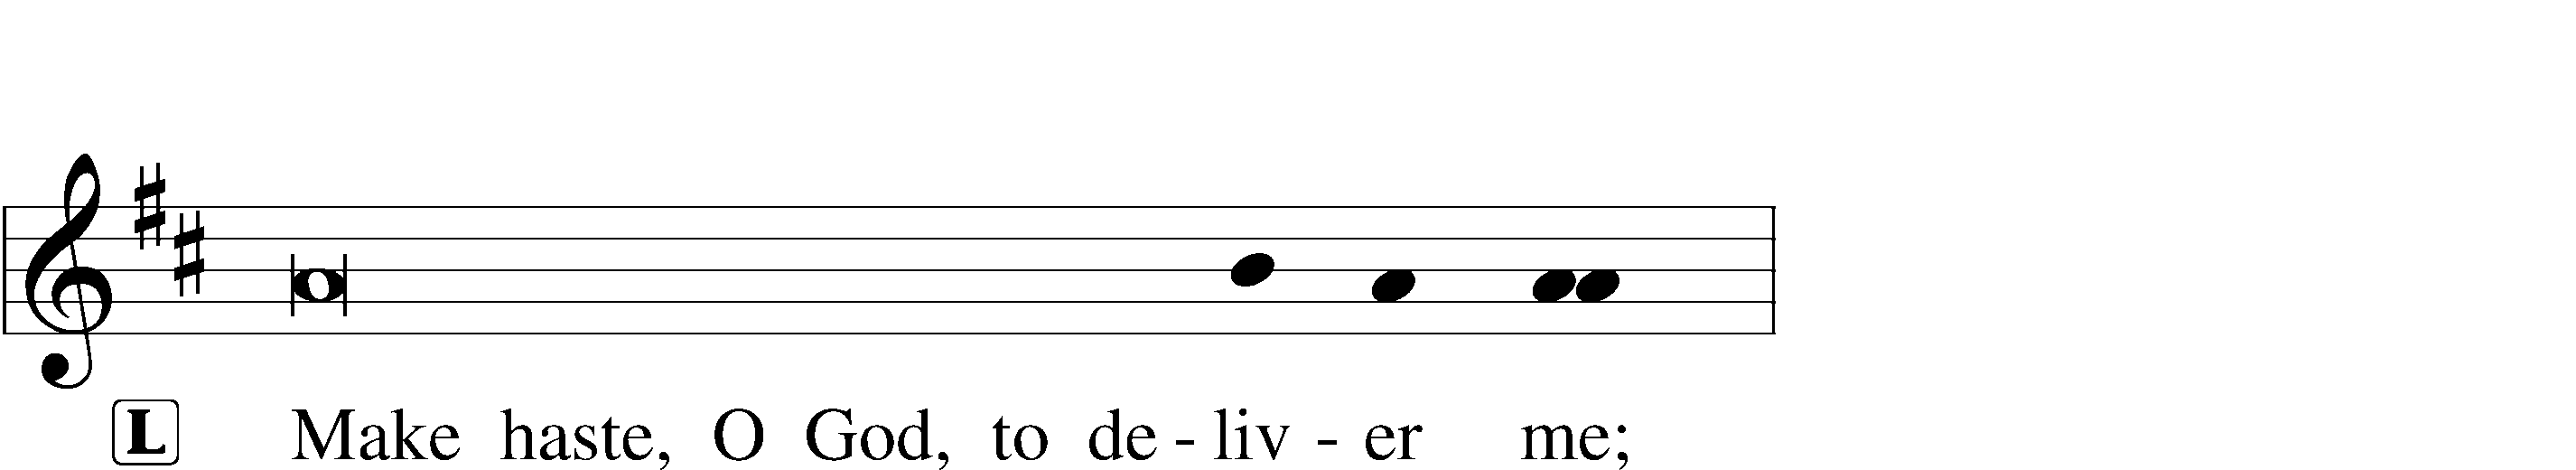 L Make haste, O God, to de - liv - er me;